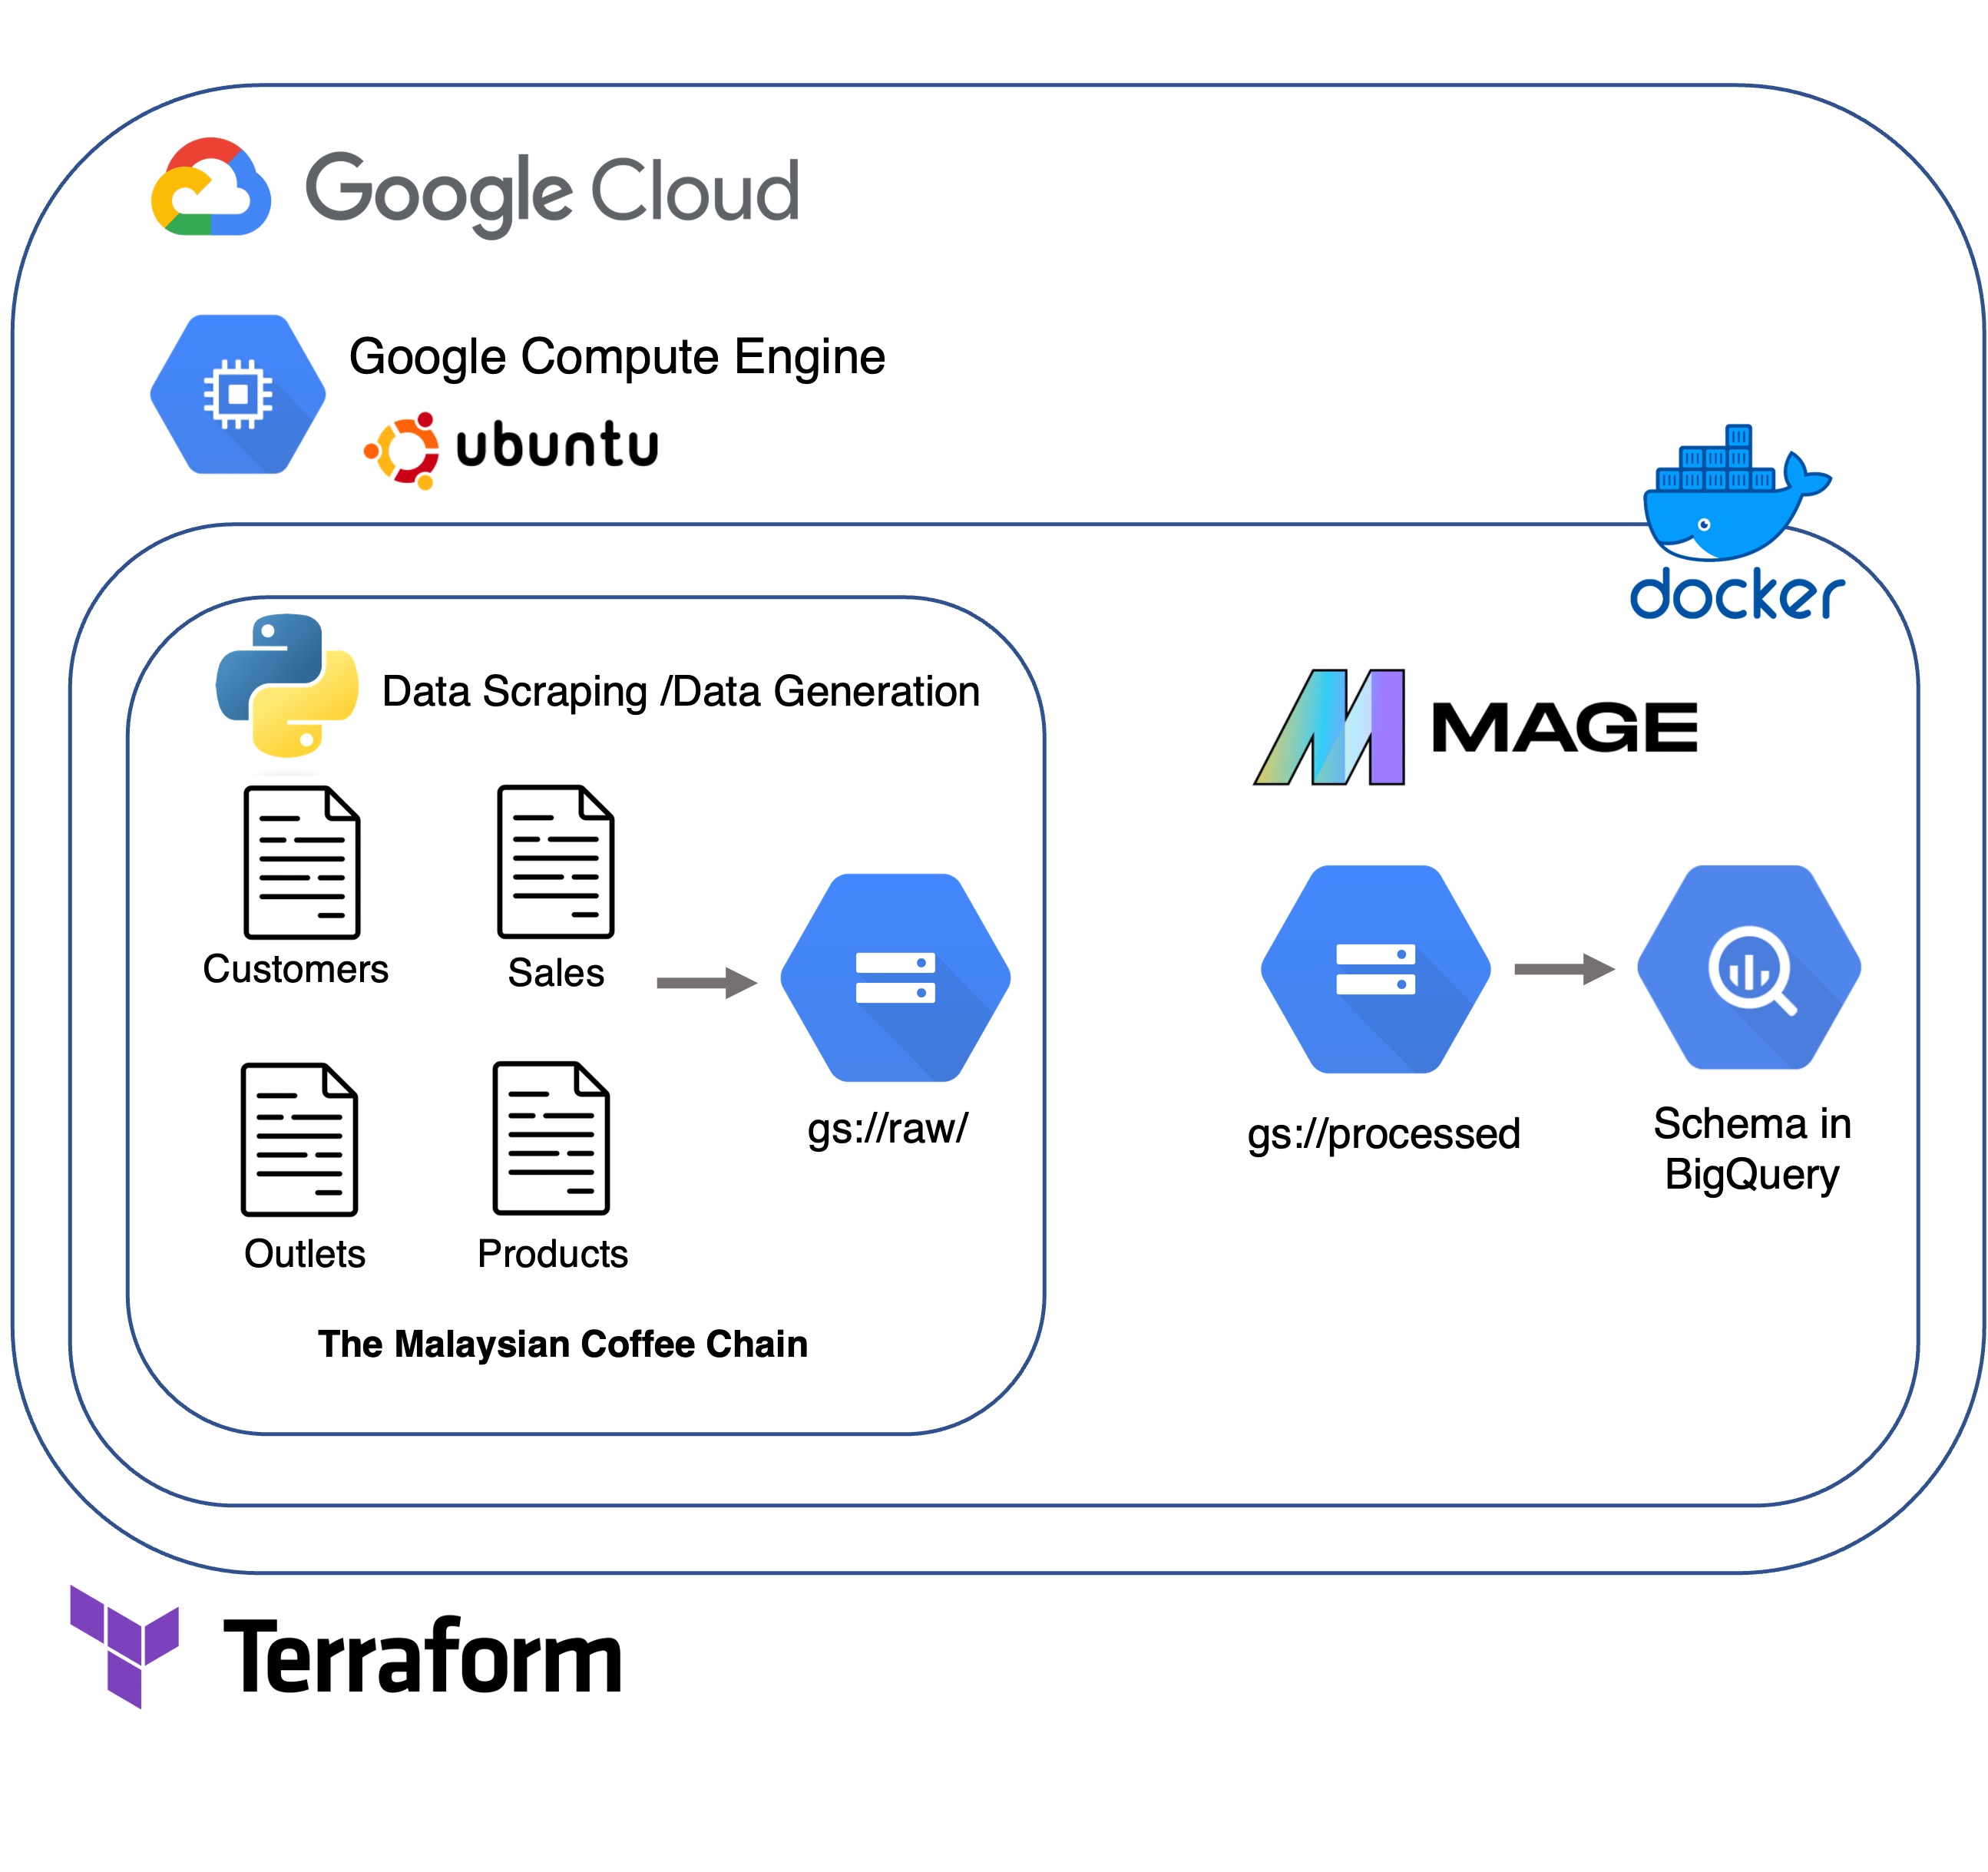 Google Cloud
Google Compute Engine
ubuntu
docker
Data Scraping /Data Generation
MAGE
Customers
Sales
gs://raw/
gs://processed
Schema in
BigQuery
Outlets
Products
The Malaysian Coffee Chain
Terraform